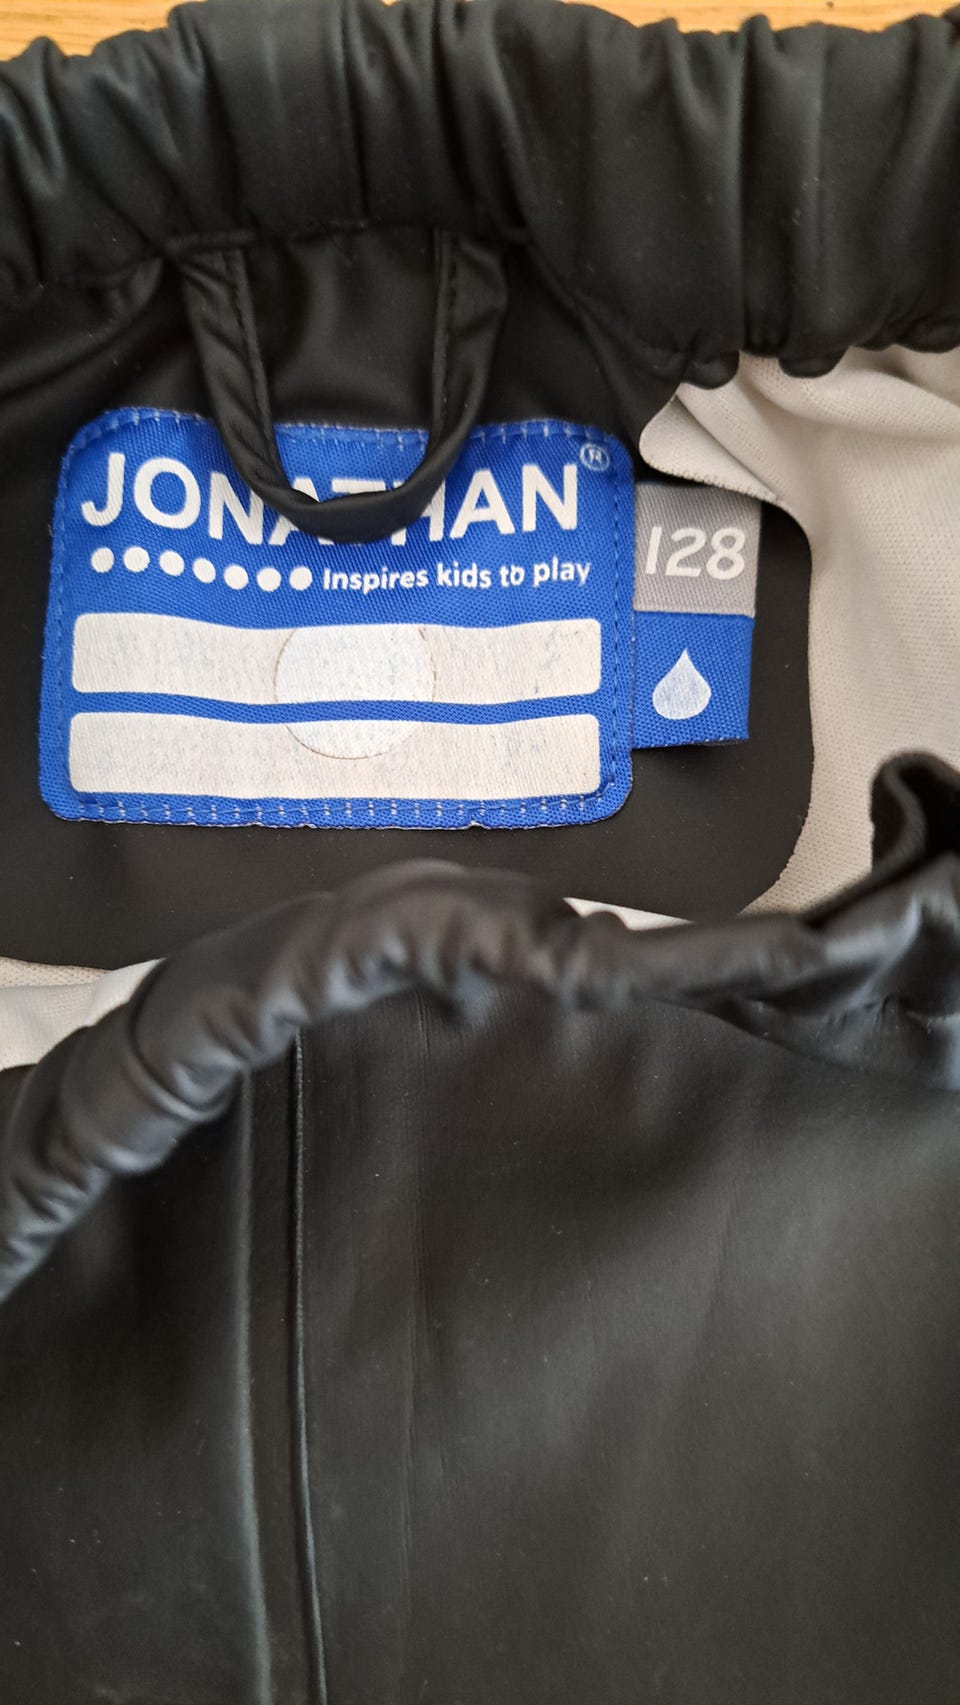 JONATHAN®
Inspires kids to play
128